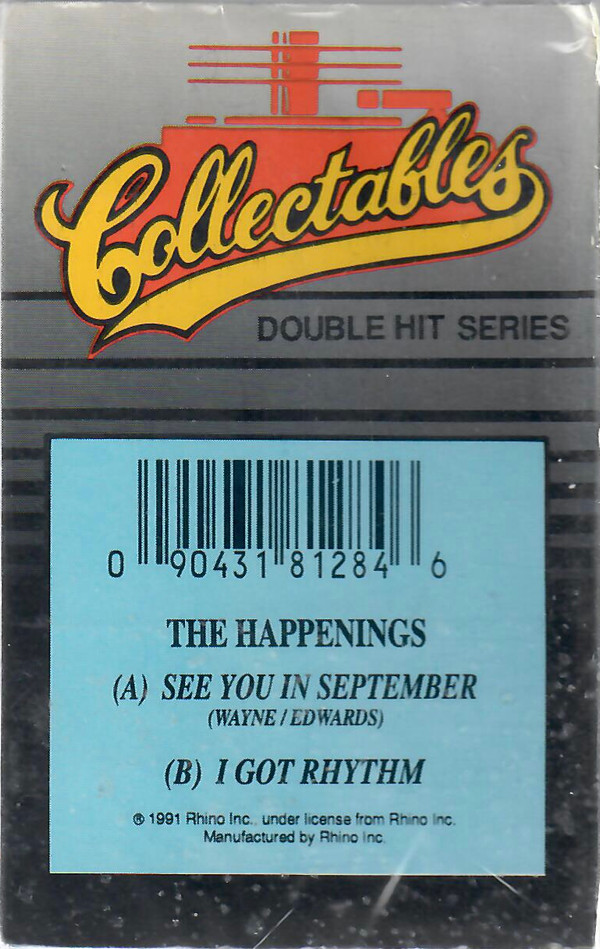 Collectables
DOUBLE HIT SERIES
0 90431 81284 6
THE HAPPENINGS
(A) SEE YOU IN SEPTEMBER
(WAYNE / EDWARDS)
(B) I GOT RHYTHM
℗ 1991 Rhino Inc., under license from Rhino Inc.
Manufactured by Rhino Inc.